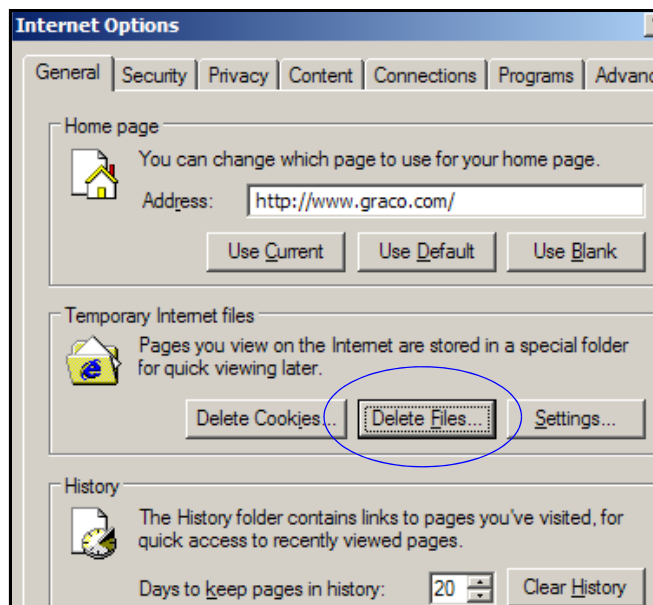 Internet Options
General Security Privacy Content Connections Programs Advanc
Home page
You can change which page to use for your home page.
Address: http://www.graco.com/
Use Current Use Default Use Blank
Temporary Internet files
Pages you view on the Internet are stored in a special folder
for quick viewing later.
Delete Cookies... Delete Files... Settings...
History
The History folder contains links to pages you've visited, for
quick access to recently viewed pages.
Days to keep pages in history: 20 Clear History